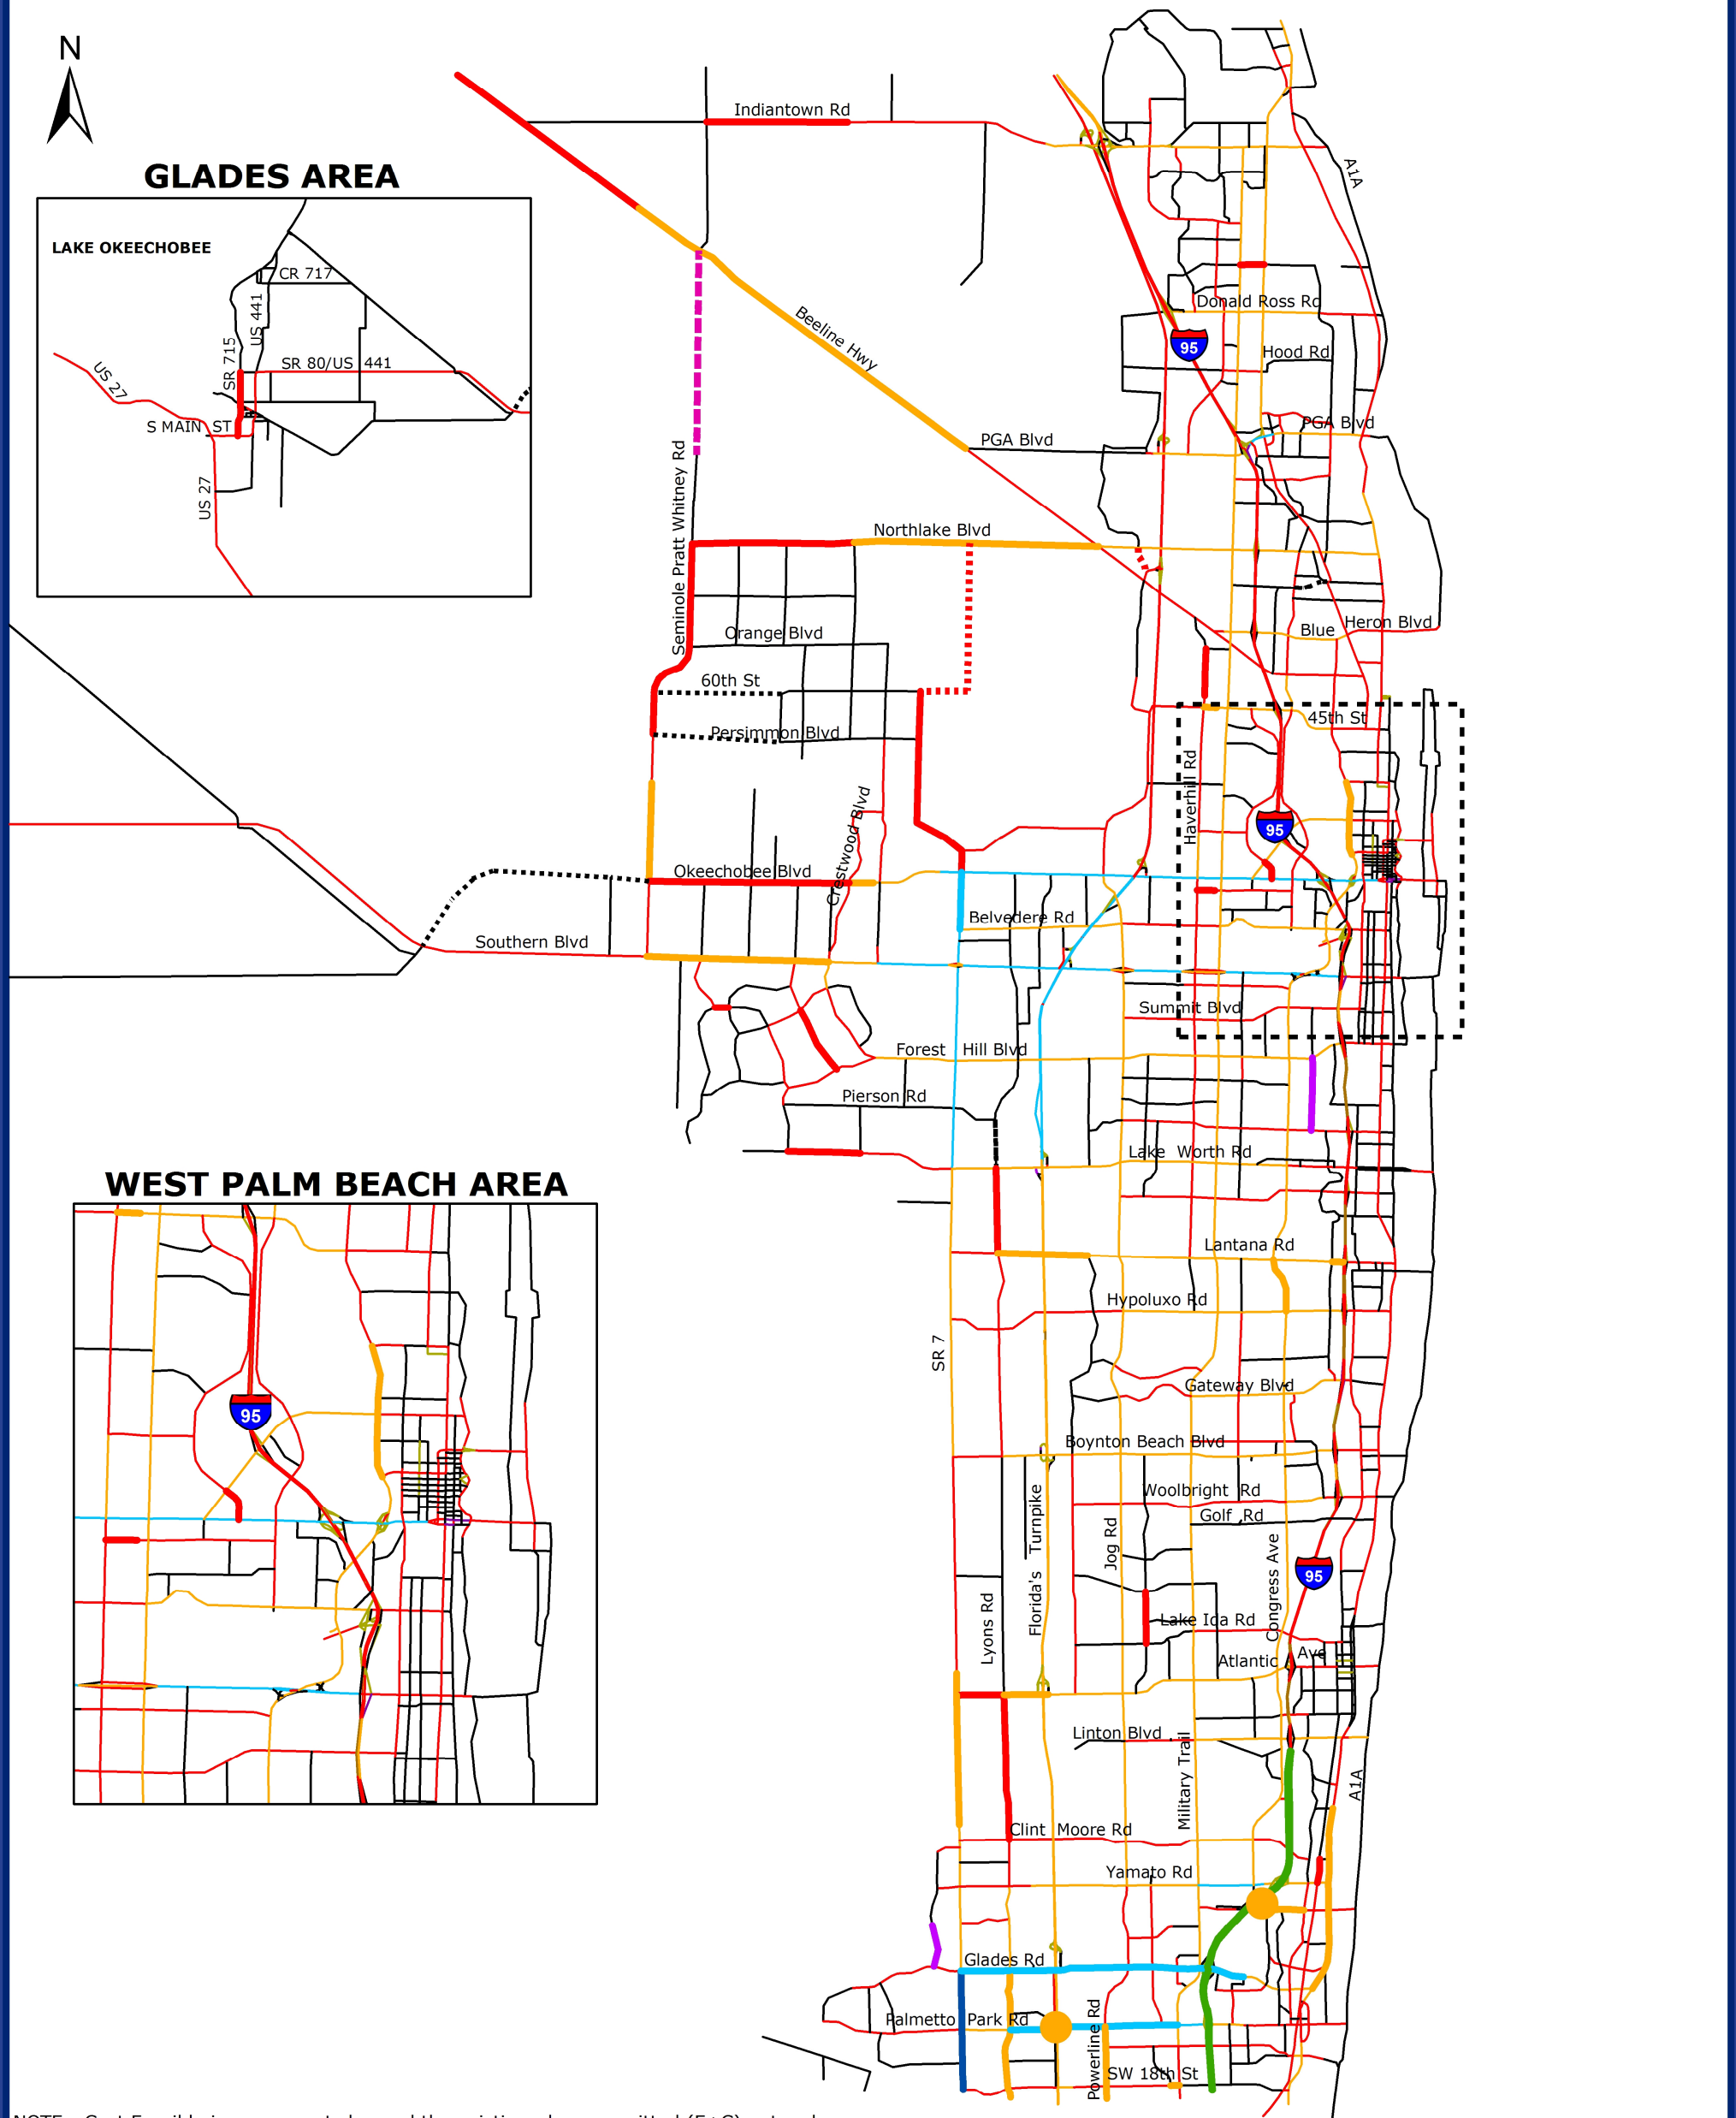 N
Indiantown Rd
A1A
GLADES AREA
LAKE OKEECHOBEE
CR 717
US 441
SR 715
SR 80/US 441
US 27
S MAIN ST
US 27
Donald Ross Rd
95
Hood Rd
Beeline Hwy
PGA Blvd
PGA Blvd
Seminole Pratt Whitney Rd
Northlake Blvd
Orange Blvd
Blue Heron Blvd
60th St
45th St
Persimmon Blvd
Haverhill Rd
95
Crestwood Blvd
Okeechobee Blvd
Belvedere Rd
Southern Blvd
Summit Blvd
Forest Hill Blvd
Pierson Rd
Lake Worth Rd
WEST PALM BEACH AREA
95
Lantana Rd
Hypoluxo Rd
SR 7
Gateway Blvd
Boynton Beach Blvd
Woolbright Rd
Golf Rd
Florida's Turnpike
Jog Rd
Congress Ave
95
Lyons Rd
Lake Ida Rd
Atlantic Ave
Linton Blvd
Military Trail
A1A
Clint Moore Rd
Yamato Rd
Glades Rd
Palmetto Park Rd
Powerline Rd
SW 18th St